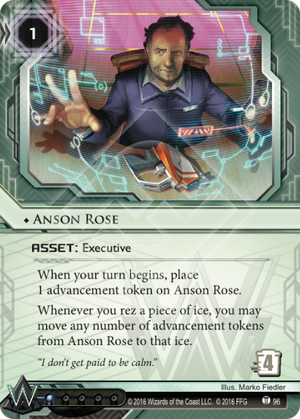 1
♦ ANSON ROSE
ASSET: Executive
When your turn begins, place
1 advancement token on Anson Rose.
Whenever you rez a piece of ice, you may
move any number of advancement tokens
from Anson Rose to that ice.
"I don't get paid to be calm."
4
Illus. Marko Fiedler
© 2016 Wizards of the Coast LLC. © 2016 FFG
96